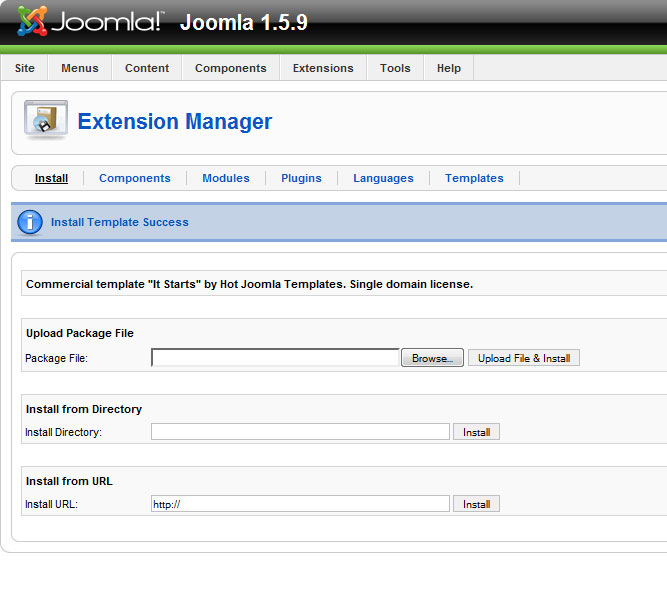 Joomla!™ Joomla 1.5.9
Site Menus Content Components Extensions Tools Help
Extension Manager
Install Components Modules Plugins Languages Templates
Install Template Success
Commercial template "It Starts" by Hot Joomla Templates. Single domain license.
Upload Package File
Package File: Browse... Upload File & Install
Install from Directory
Install Directory: Install
Install from URL
Install URL: http:// Install